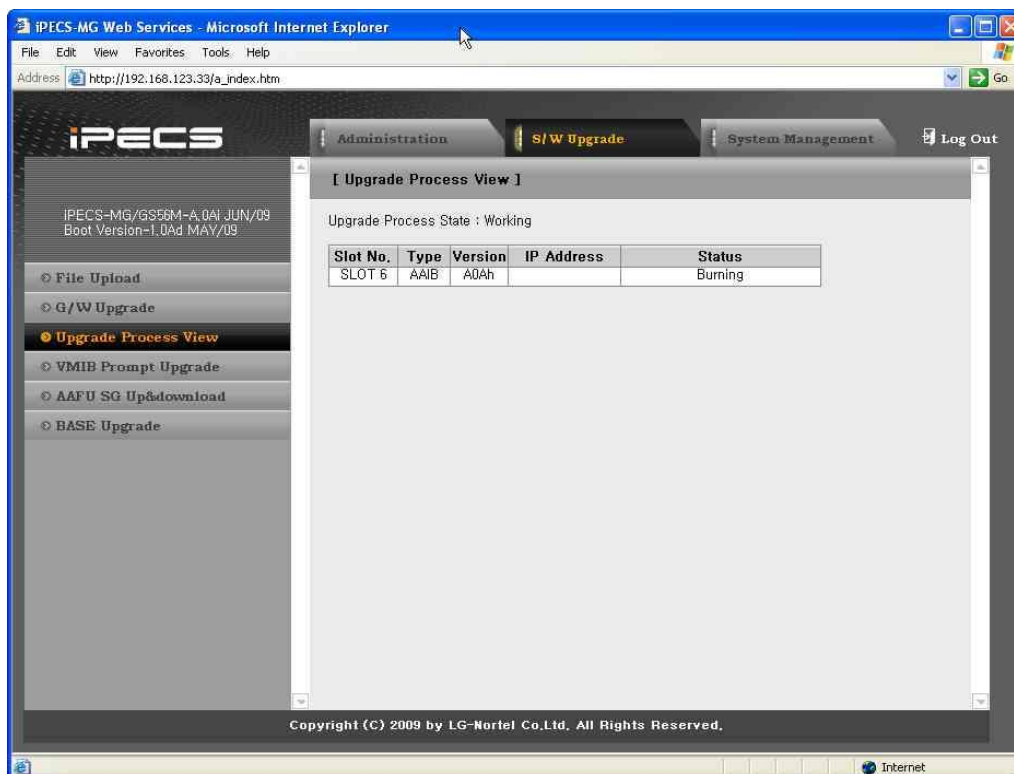 iPECS-MG Web Services - Microsoft Internet Explorer
File Edit View Favorites Tools Help
Address http://192.168.123.33/a_index.htm Go
iPECS
Administration S/W Upgrade System Management Log Out
[ Upgrade Process View ]
iPECS-MG/GS56M-A.0Ai JUN/09
Boot Version-1.0Ad MAY/09
Upgrade Process State : Working
Slot No. Type Version IP Address Status
SLOT 6 AAIB A0Ah Burning
File Upload
G/W Upgrade
Upgrade Process View
VMIB Prompt Upgrade
AAFU SG Up&download
BASE Upgrade
Copyright (C) 2009 by LG-Nortel Co,Ltd. All Rights Reserved.
Internet